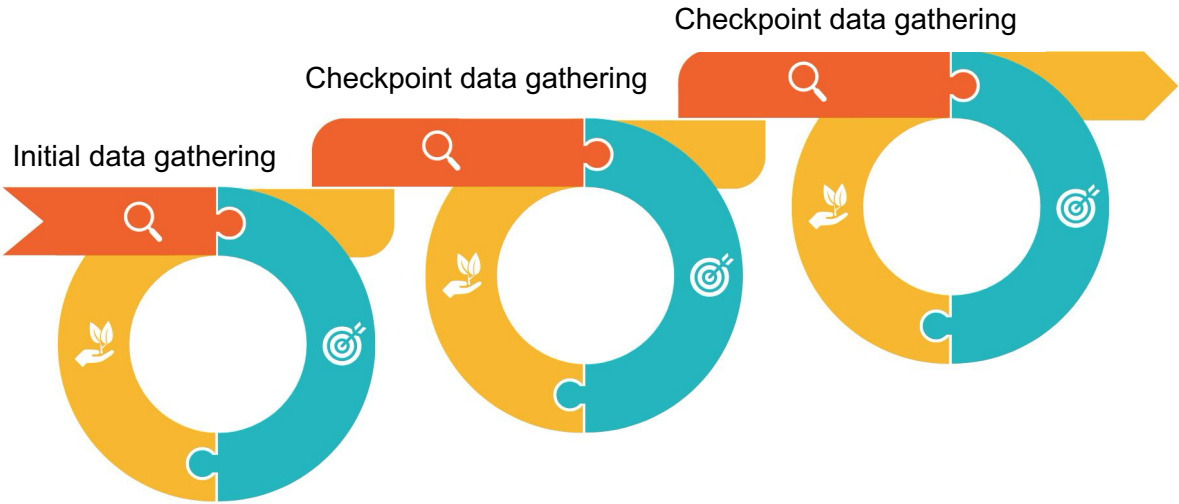 Checkpoint data gathering
Checkpoint data gathering
Initial data gathering